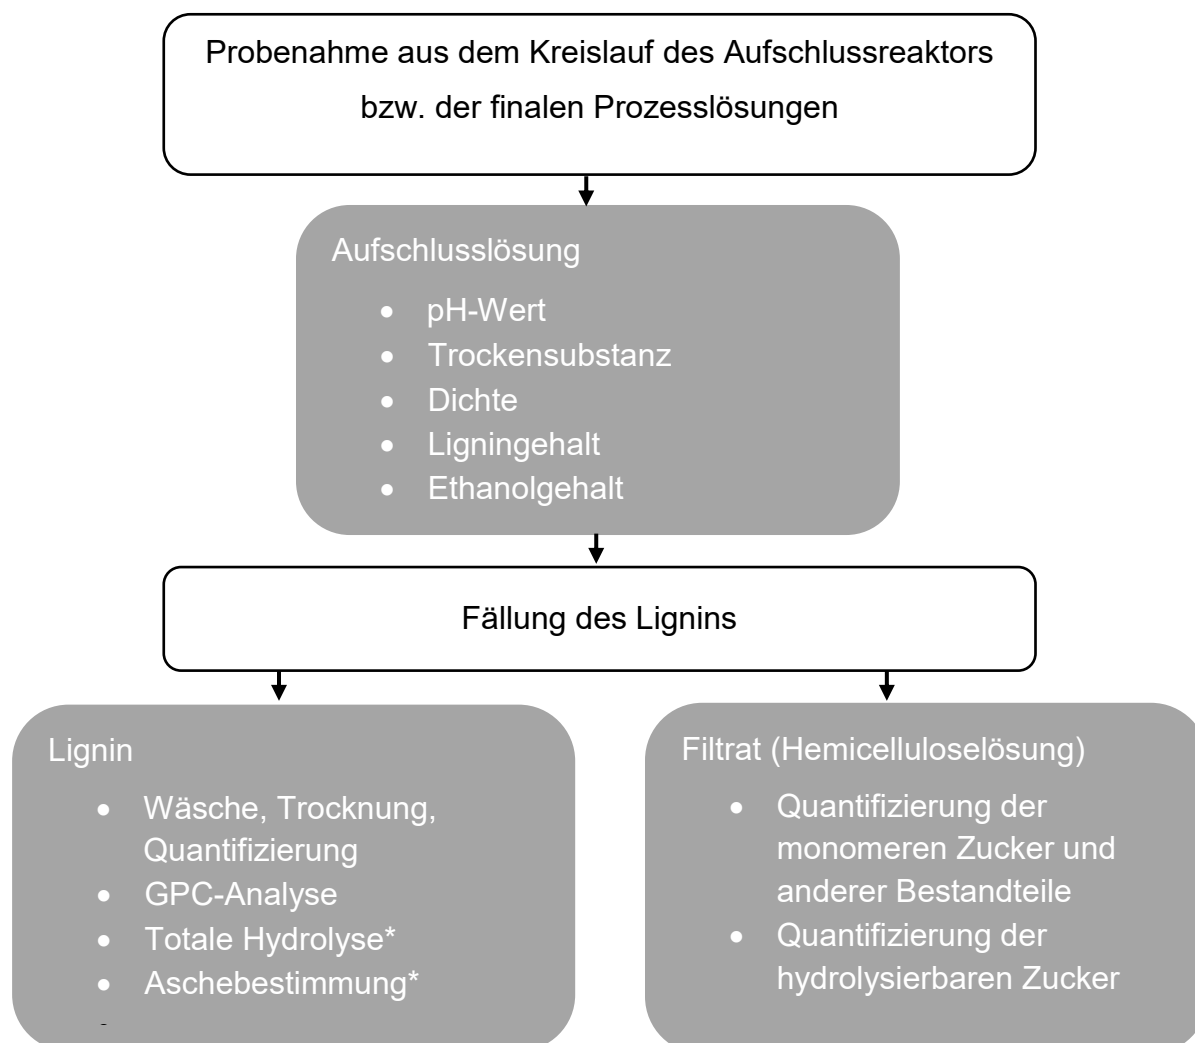 Probenahme aus dem Kreislauf des Aufschlussreaktors
bzw. der finalen Prozesslösungen
Aufschlusslösung
• pH-Wert
• Trockensubstanz
• Dichte
• Ligningehalt
• Ethanolgehalt
Fällung des Lignins
Lignin
• Wäsche, Trocknung,
Quantifizierung
• GPC-Analyse
• Totale Hydrolyse*
• Aschebestimmung*
Filtrat (Hemicelluloselösung)
• Quantifizierung der
monomeren Zucker und
anderer Bestandteile
• Quantifizierung der
hydrolysierbaren Zucker